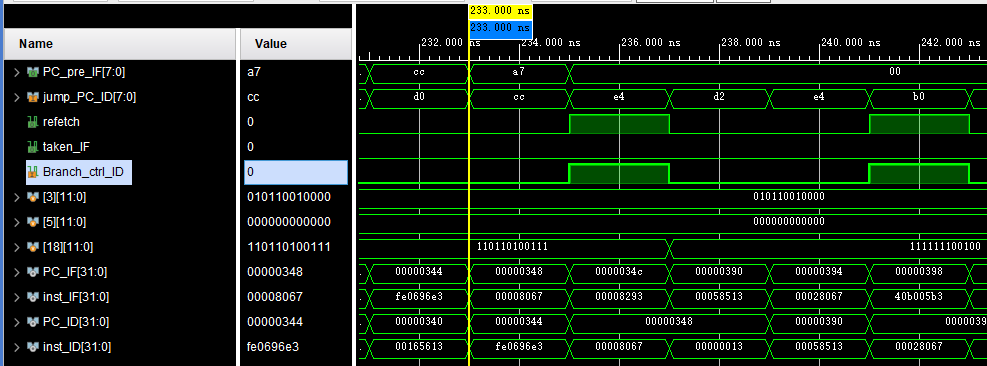 233.000 ns
233.000 ns
Name Value 232.000 ns 234.000 ns 236.000 ns 238.000 ns 240.000 ns 242.000 ns
PC_pre_IF[7:0] a7 cc a7 00
jump_PC_ID[7:0] cc d0 cc e4 d2 e4 b0
refetch 0
taken_IF 0
Branch_ctrl_ID 0
[3][11:0] 010110010000 010110010000
[5][11:0] 000000000000 000000000000
[18][11:0] 110110100111 110110100111 111111100100
PC_IF[31:0] 00000348 00000344 00000348 0000034c 00000390 00000394 00000398
inst_IF[31:0] 00008067 fe0696e3 00008067 00008293 00058513 00028067 40b005b3
PC_ID[31:0] 00000344 00000340 00000344 00000348 00000390 0000039
inst_ID[31:0] fe0696e3 00165613 fe0696e3 00008067 00000013 00058513 00028067